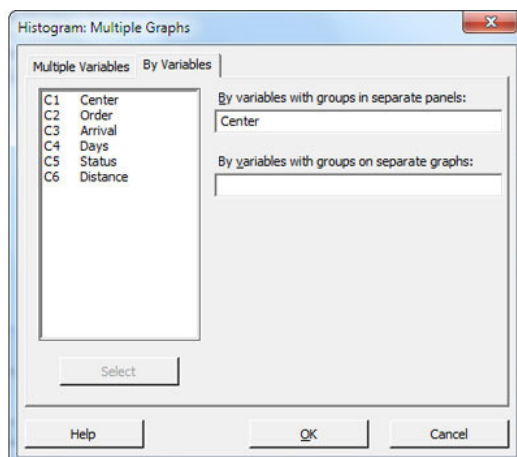 Histogram: Multiple Graphs
Multiple Variables By Variables
C1 Center
C2 Order
C3 Arrival
C4 Days
C5 Status
C6 Distance
By variables with groups in separate panels:
Center
By variables with groups on separate graphs:
Select
Help OK Cancel